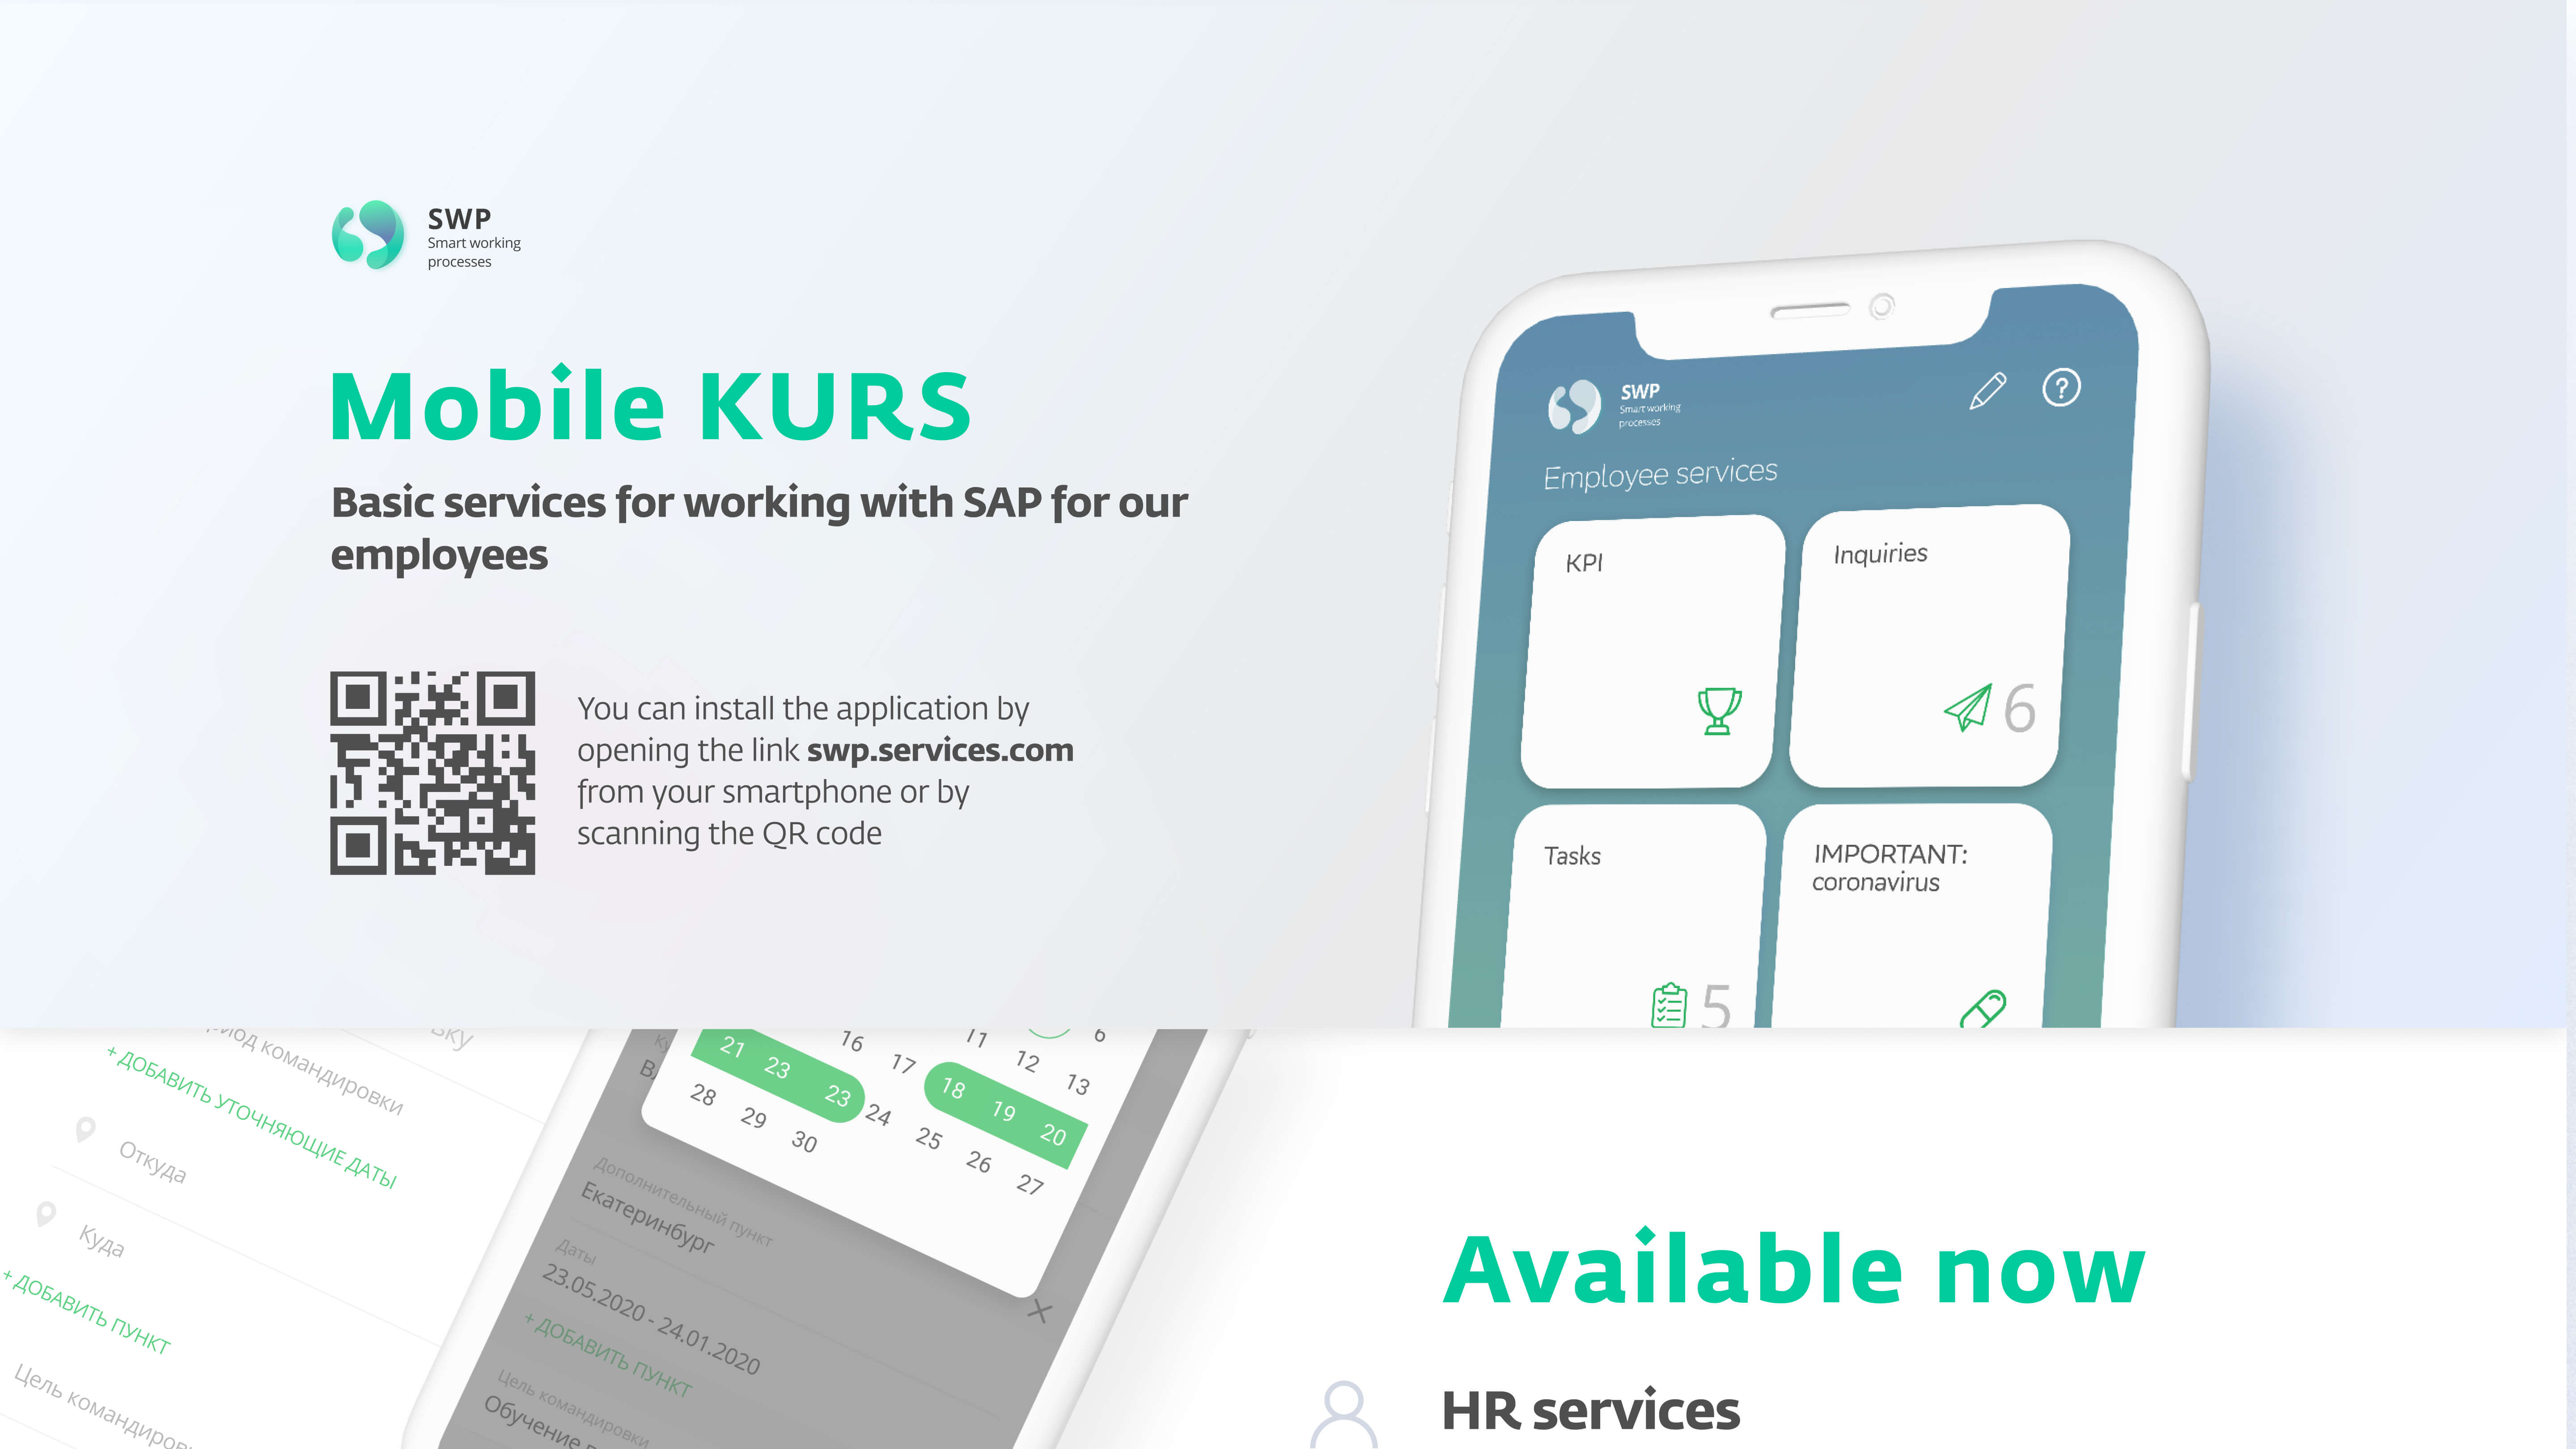 SWP
Smart working
processes
Mobile KURS
Basic services for working with SAP for our
employees
You can install the application by
opening the link swp.services.com
from your smartphone or by
scanning the QR code
SWP
Smart working
processes
Employee services
KPI
Inquiries
6
Tasks
IMPORTANT:
coronavirus
5
командировки
+ ДОБАВИТЬ УТОЧНЯЮЩИЕ ДАТЫ
Откуда
Куда
+ ДОБАВИТЬ ПУНКТ
Цель
11 6
16 17 12 13
21 23 23 18 19 20
28 29 30 24 25 26 27
Дополнительный пункт
Екатеринбург
Даты
23.05.2020 - 24.01.2020
+ ДОБАВИТЬ ПУНКТ
Цель командировки
Обучение
Available now
HR services